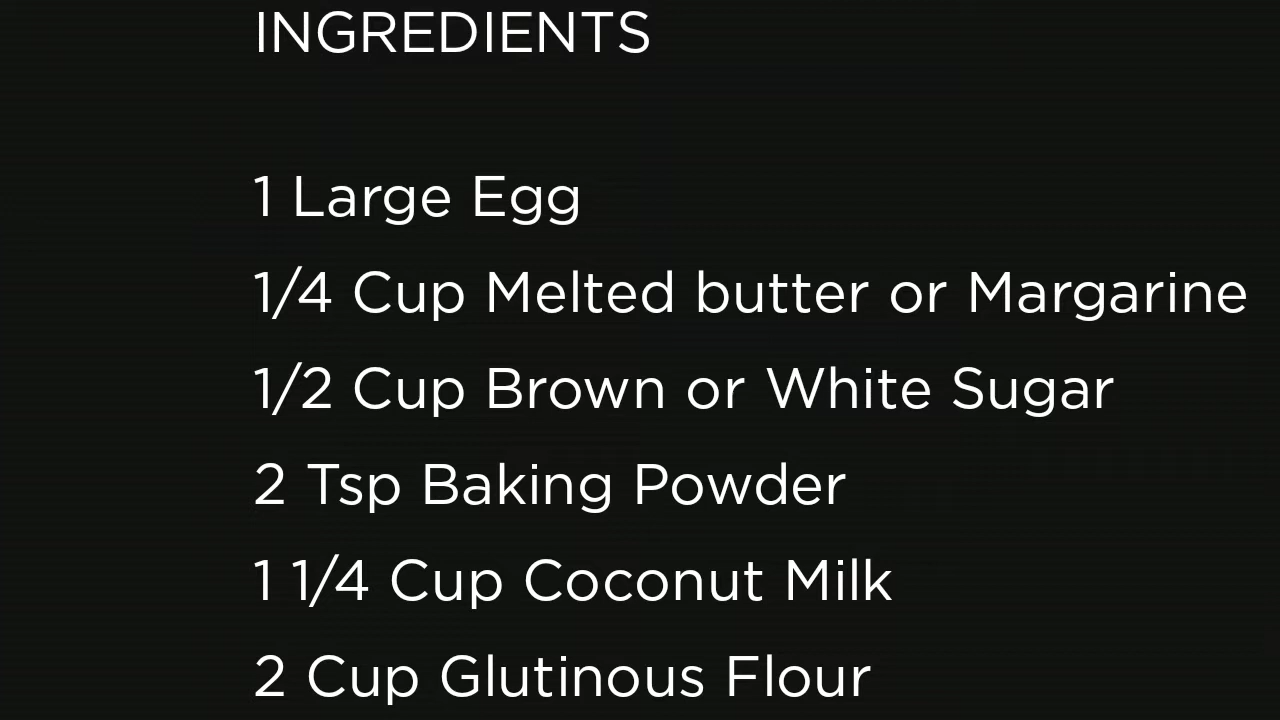 INGREDIENTS
1 Large Egg
1/4 Cup Melted butter or Margarine
1/2 Cup Brown or White Sugar
2 Tsp Baking Powder
1 1/4 Cup Coconut Milk
2 Cup Glutinous Flour